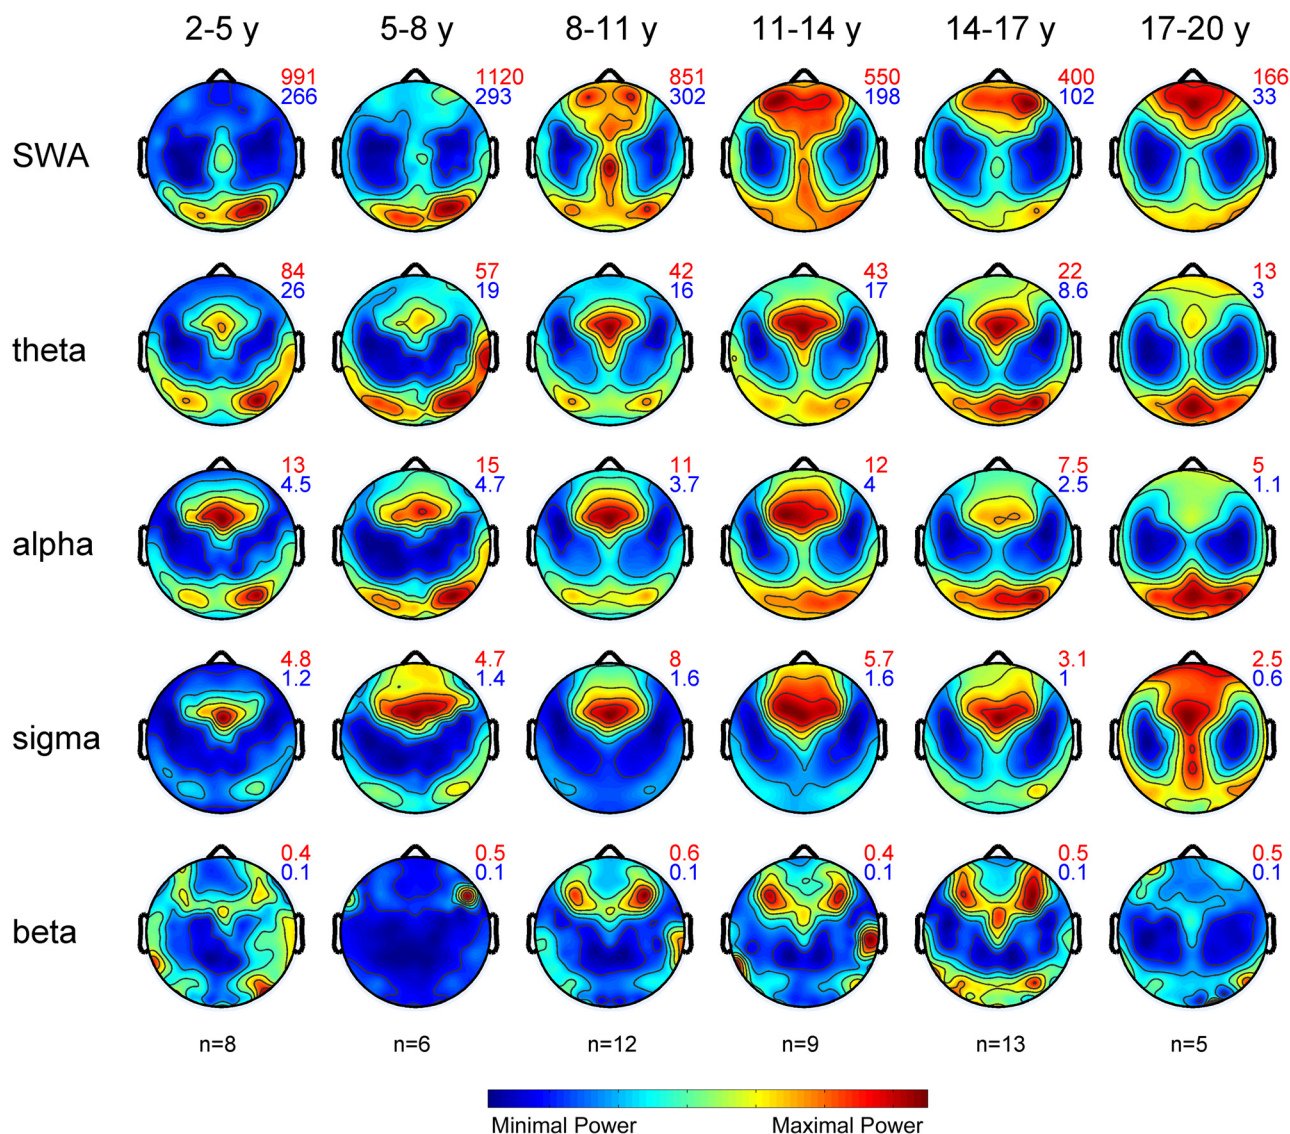 2-5 y 5-8 y 8-11 y 11-14 y 14-17 y 17-20 y
SWA
991 1120 851 550 400 166
266 293 302 198 102 33
theta
84 57 42 43 22 13
26 19 16 17 8.6 3
alpha
13 15 11 12 7.5 5
4.5 4.7 3.7 4 2.5 1.1
sigma
4.8 4.7 8 5.7 3.1 2.5
1.2 1.4 1.6 1.6 1 0.6
beta
0.4 0.5 0.6 0.4 0.5 0.5
0.1 0.1 0.1 0.1 0.1 0.1
n=8 n=6 n=12 n=9 n=13 n=5
Minimal Power Maximal Power